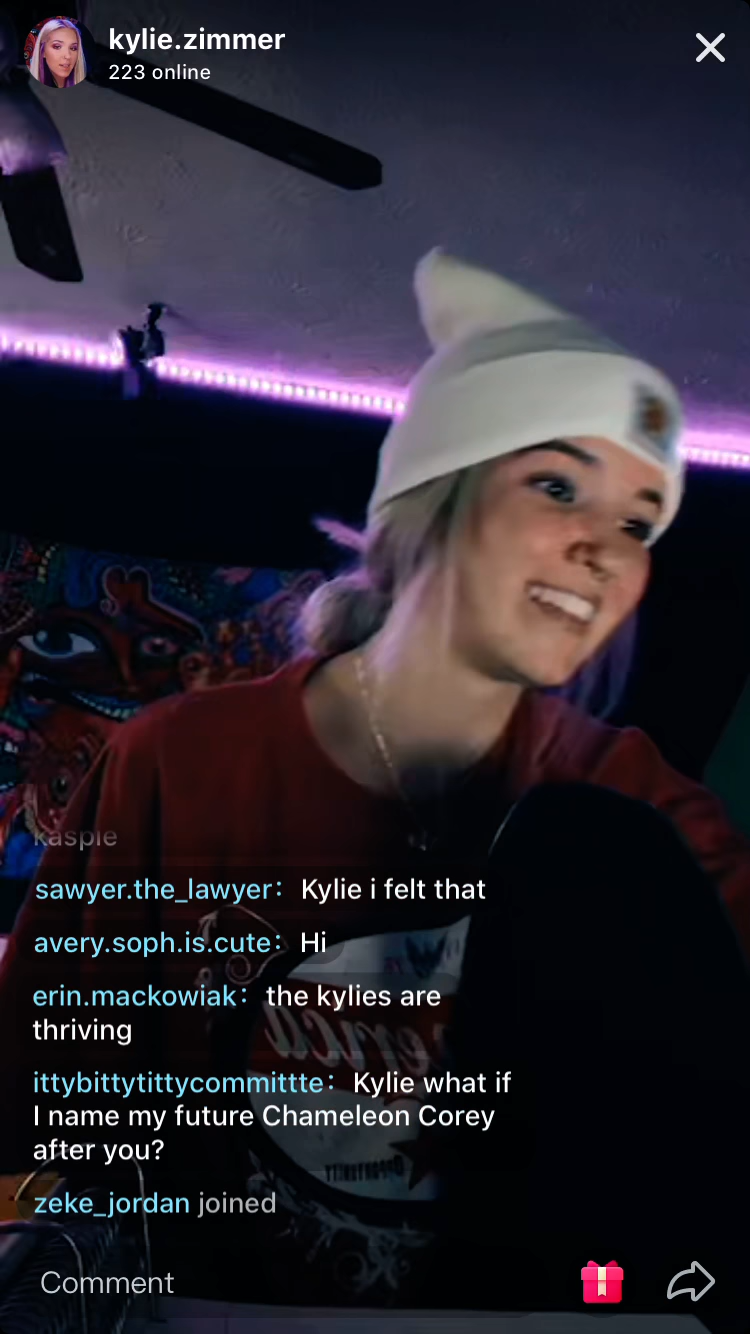 kylie.zimmer
223 online
kaspie
sawyer.the_lawyer: Kylie i felt that
avery.soph.is.cute: Hi
erin.mackowiak: the kylies are
thriving
ittybittytittycommittte: Kylie what if
I name my future Chameleon Corey
after you?
zeke_jordan joined
Comment